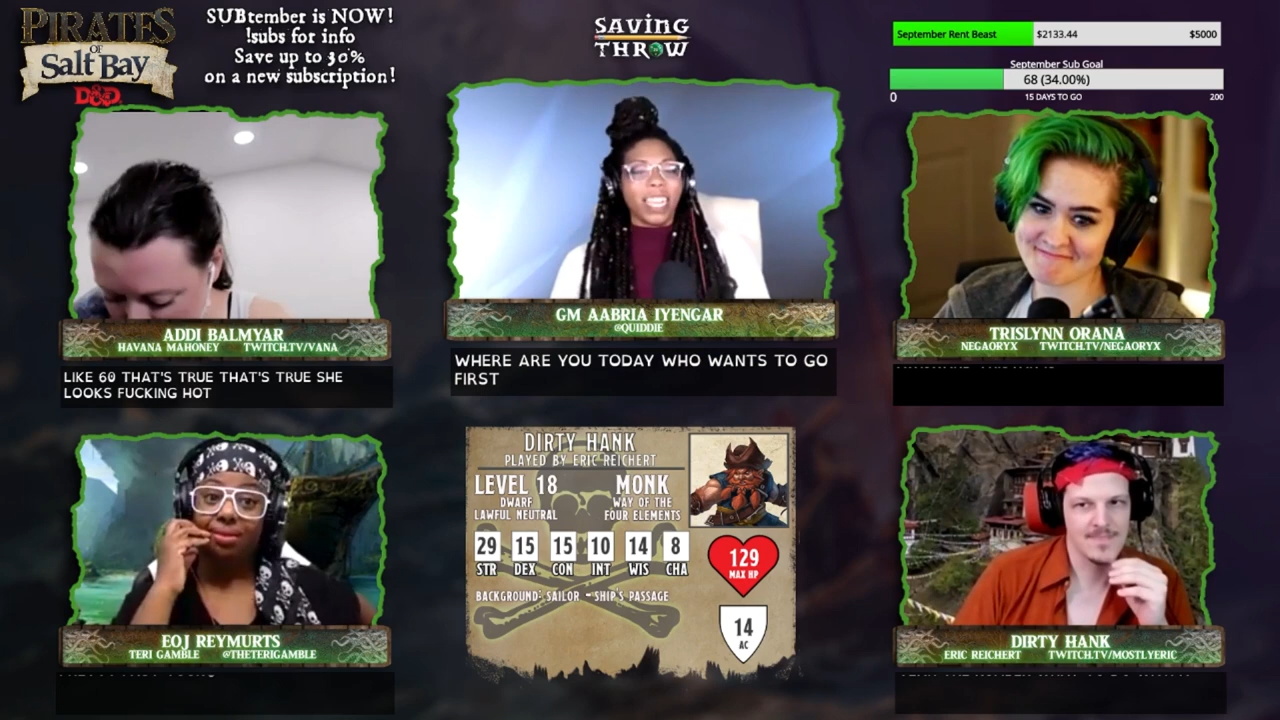 PIRATES
OF
Salt Bay
D&D
SUBtember is NOW!
!subs for info
Save up to 30%
on a new subscription!
SAVING
THROW
September Rent Beast $2133.44 $5000
September Sub Goal
68 (34.00%)
0 15 DAYS TO GO 200
ADDI BALMYAR
HAVANA MAHONEY TWITCH.TV/VANA
LIKE 60 THAT'S TRUE THAT'S TRUE SHE
LOOKS FUCKING HOT
GM AABRIA IYENGAR
@QUIDDIE
WHERE ARE YOU TODAY WHO WANTS TO GO
FIRST
TRISLYNN ORANA
NEGAORYX TWITCH.TV/NEGAORYX
EOJ REYMURTS
TERI GAMBLE @THETERIGAMBLE
DIRTY HANK
PLAYED BY ERIC REICHERT
LEVEL 18
DWARF
LAWFUL NEUTRAL
MONK
WAY OF THE
FOUR ELEMENTS
29 15 15 10 14 8
STR DEX CON INT WIS CHA
BACKGROUND: SAILOR - SHIP'S PASSAGE
129
MAX HP
14
AC
DIRTY HANK
ERIC REICHERT TWITCH.TV/MOSTLYERIC